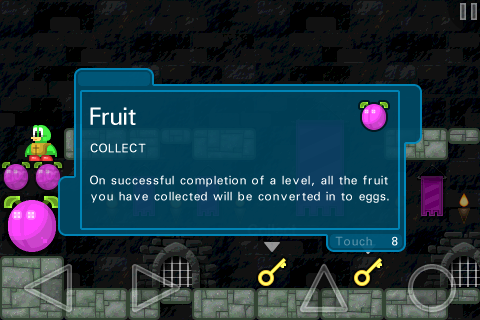 Fruit
COLLECT
On successful completion of a level, all the fruit
you have collected will be converted in to eggs.
Touch 8